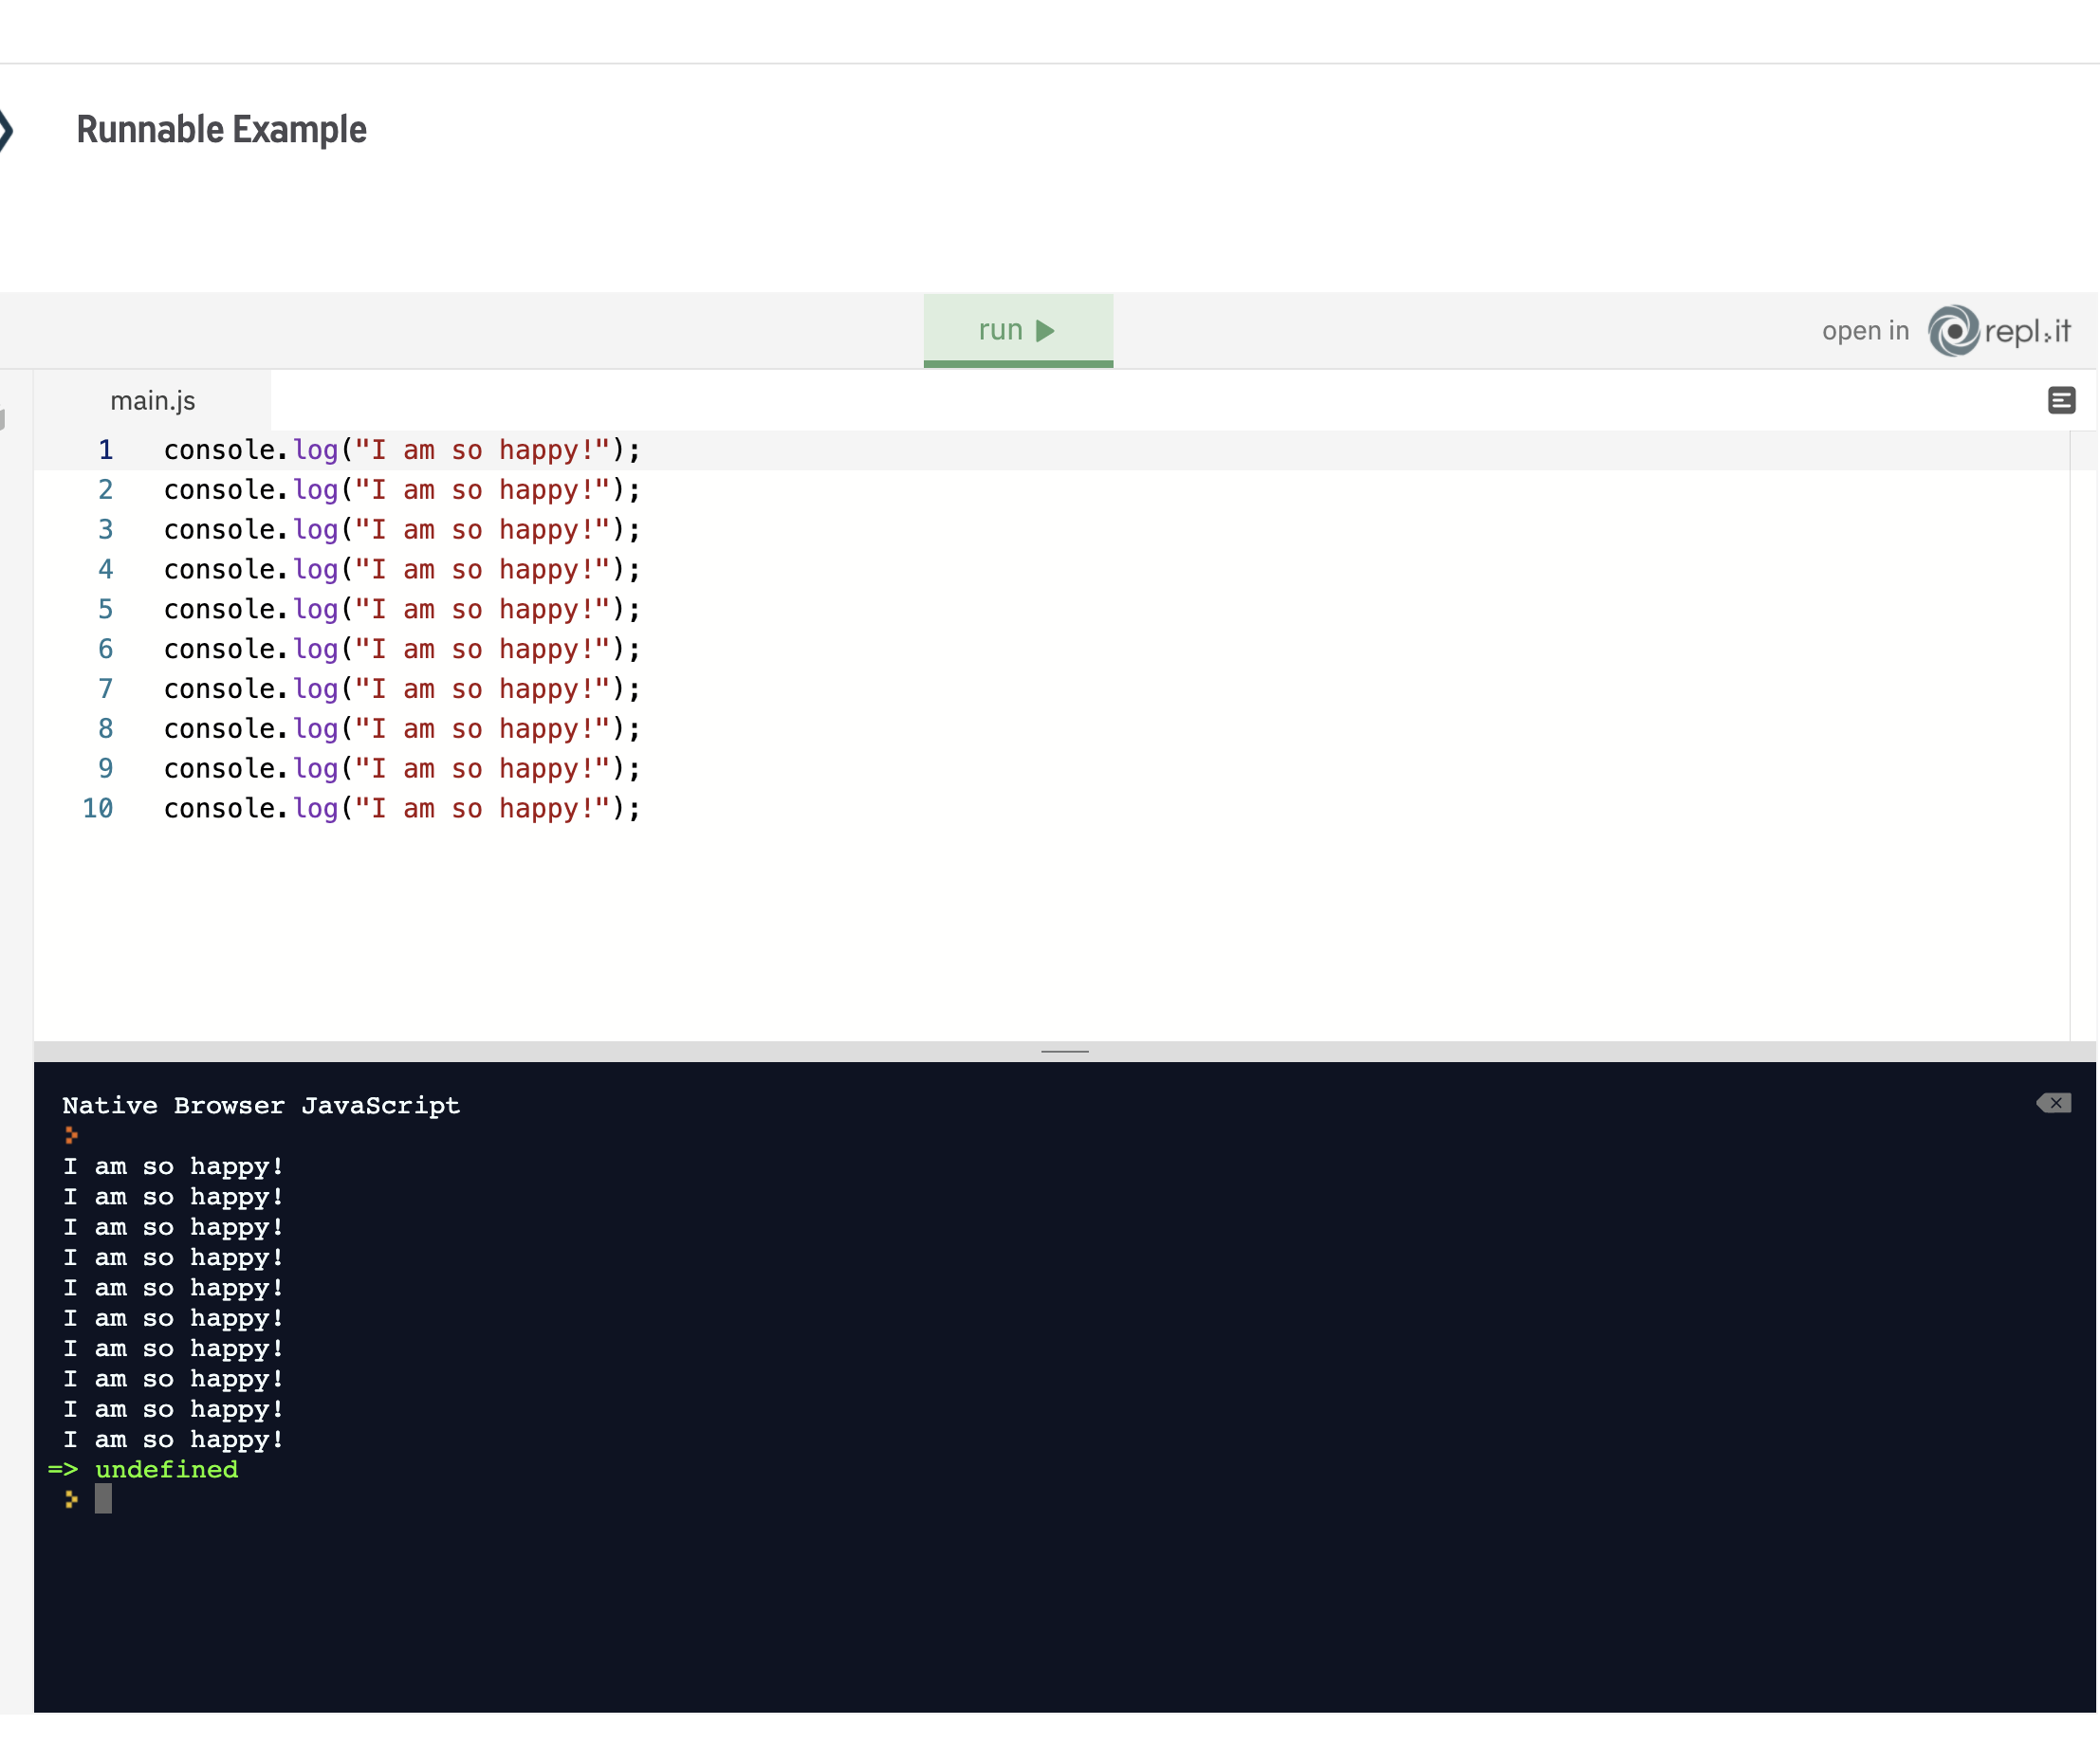 Runnable Example
run
open in repl.it
main.js
1 console.log("I am so happy!");
2 console.log("I am so happy!");
3 console.log("I am so happy!");
4 console.log("I am so happy!");
5 console.log("I am so happy!");
6 console.log("I am so happy!");
7 console.log("I am so happy!");
8 console.log("I am so happy!");
9 console.log("I am so happy!");
10 console.log("I am so happy!");
Native Browser JavaScript
I am so happy!
I am so happy!
I am so happy!
I am so happy!
I am so happy!
I am so happy!
I am so happy!
I am so happy!
I am so happy!
I am so happy!
=> undefined